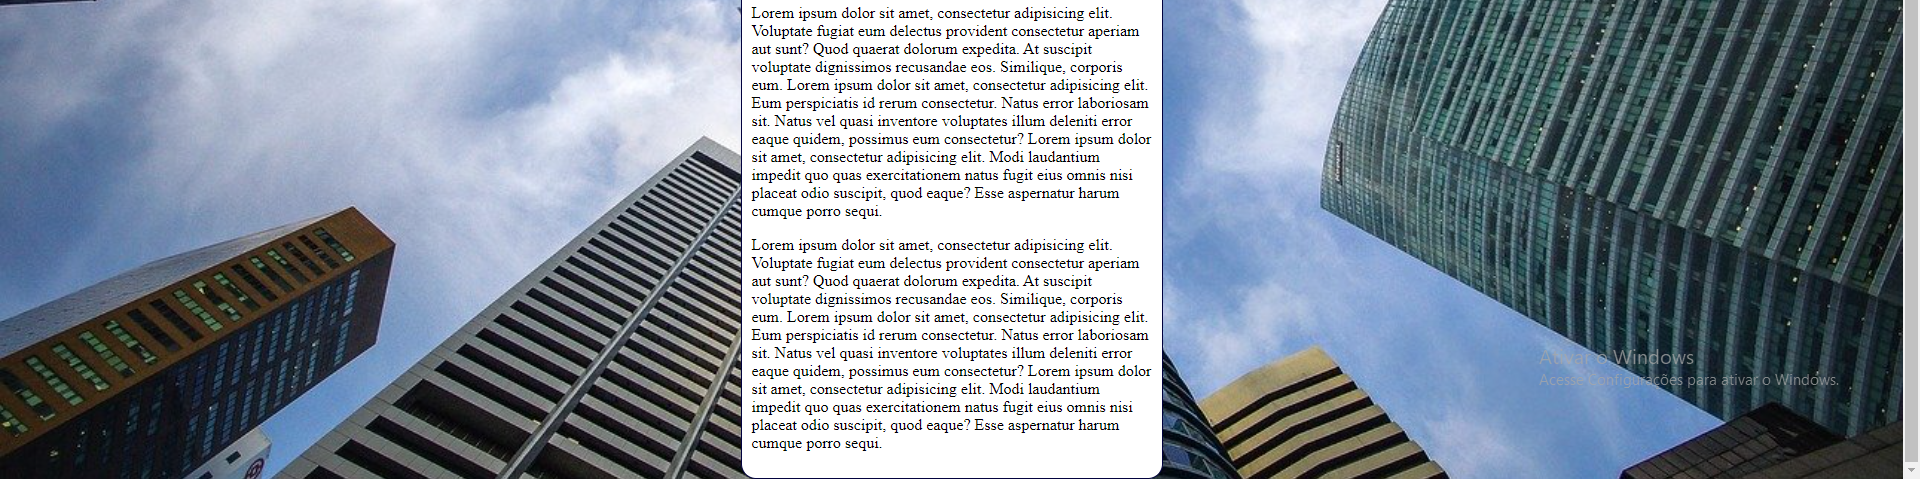 Lorem ipsum dolor sit amet, consectetur adipisicing elit.
Voluptate fugiat eum delectus provident consectetur aperiam
aut sunt? Quod quaerat dolorum expedita. At suscipit
voluptate dignissimos recusandae eos. Similique, corporis
eum. Lorem ipsum dolor sit amet, consectetur adipisicing elit.
Eum perspiciatis id rerum consectetur. Natus error laboriosam
sit. Natus vel quasi inventore voluptates illum deleniti error
eaque quidem, possimus eum consectetur? Lorem ipsum dolor
sit amet, consectetur adipisicing elit. Modi laudantium
impedit quo quas exercitationem natus fugit eius omnis nisi
placeat odio suscipit, quod eaque? Esse aspernatur harum
cumque porro sequi.
Lorem ipsum dolor sit amet, consectetur adipisicing elit.
Voluptate fugiat eum delectus provident consectetur aperiam
aut sunt? Quod quaerat dolorum expedita. At suscipit
voluptate dignissimos recusandae eos. Similique, corporis
eum. Lorem ipsum dolor sit amet, consectetur adipisicing elit.
Eum perspiciatis id rerum consectetur. Natus error laboriosam
sit. Natus vel quasi inventore voluptates illum deleniti error
eaque quidem, possimus eum consectetur? Lorem ipsum dolor
sit amet, consectetur adipisicing elit. Modi laudantium
impedit quo quas exercitationem natus fugit eius omnis nisi
placeat odio suscipit, quod eaque? Esse aspernatur harum
cumque porro sequi.
Ativar o Windows
Acesse Configurações para ativar o Windows.